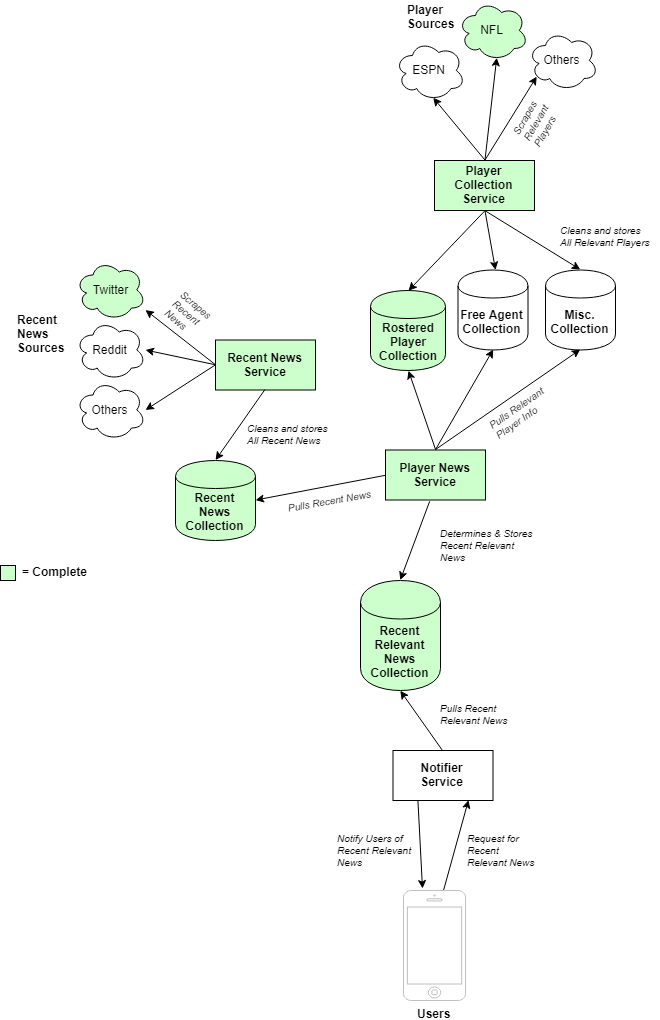 Player
Sources
NFL
ESPN
Others
Scrapes
Relevant
Players
Player
Collection
Service
Cleans and stores
All Relevant Players
Rostered
Player
Collection
Free Agent
Collection
Misc.
Collection
Recent
News
Sources
Twitter
Reddit
Others
Scrapes
Recent
News
Recent News
Service
Cleans and stores
All Recent News
Pulls Relevant
Player Info
Player News
Service
Pulls Recent News
Recent
News
Collection
Determines & Stores
Recent Relevant
News
= Complete
Recent
Relevant
News
Collection
Pulls Recent
Relevant News
Notifier
Service
Notify Users of
Recent Relevant
News
Request for
Recent
Relevant News
Users